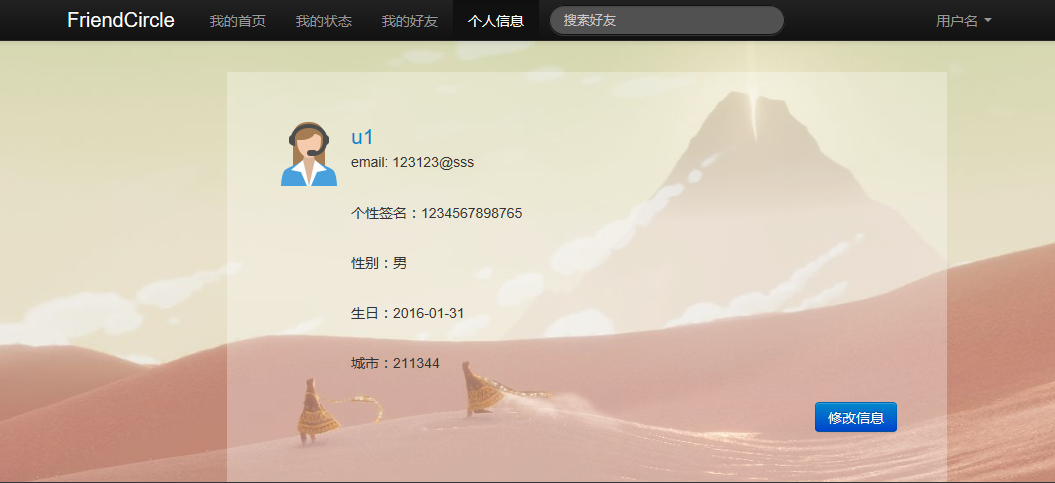 FriendCircle 我的首页 我的状态 我的好友 个人信息 搜索好友 用户名
u1
email: 123123@sss
个性签名：1234567898765
性别：男
生日：2016-01-31
城市：211344
修改信息